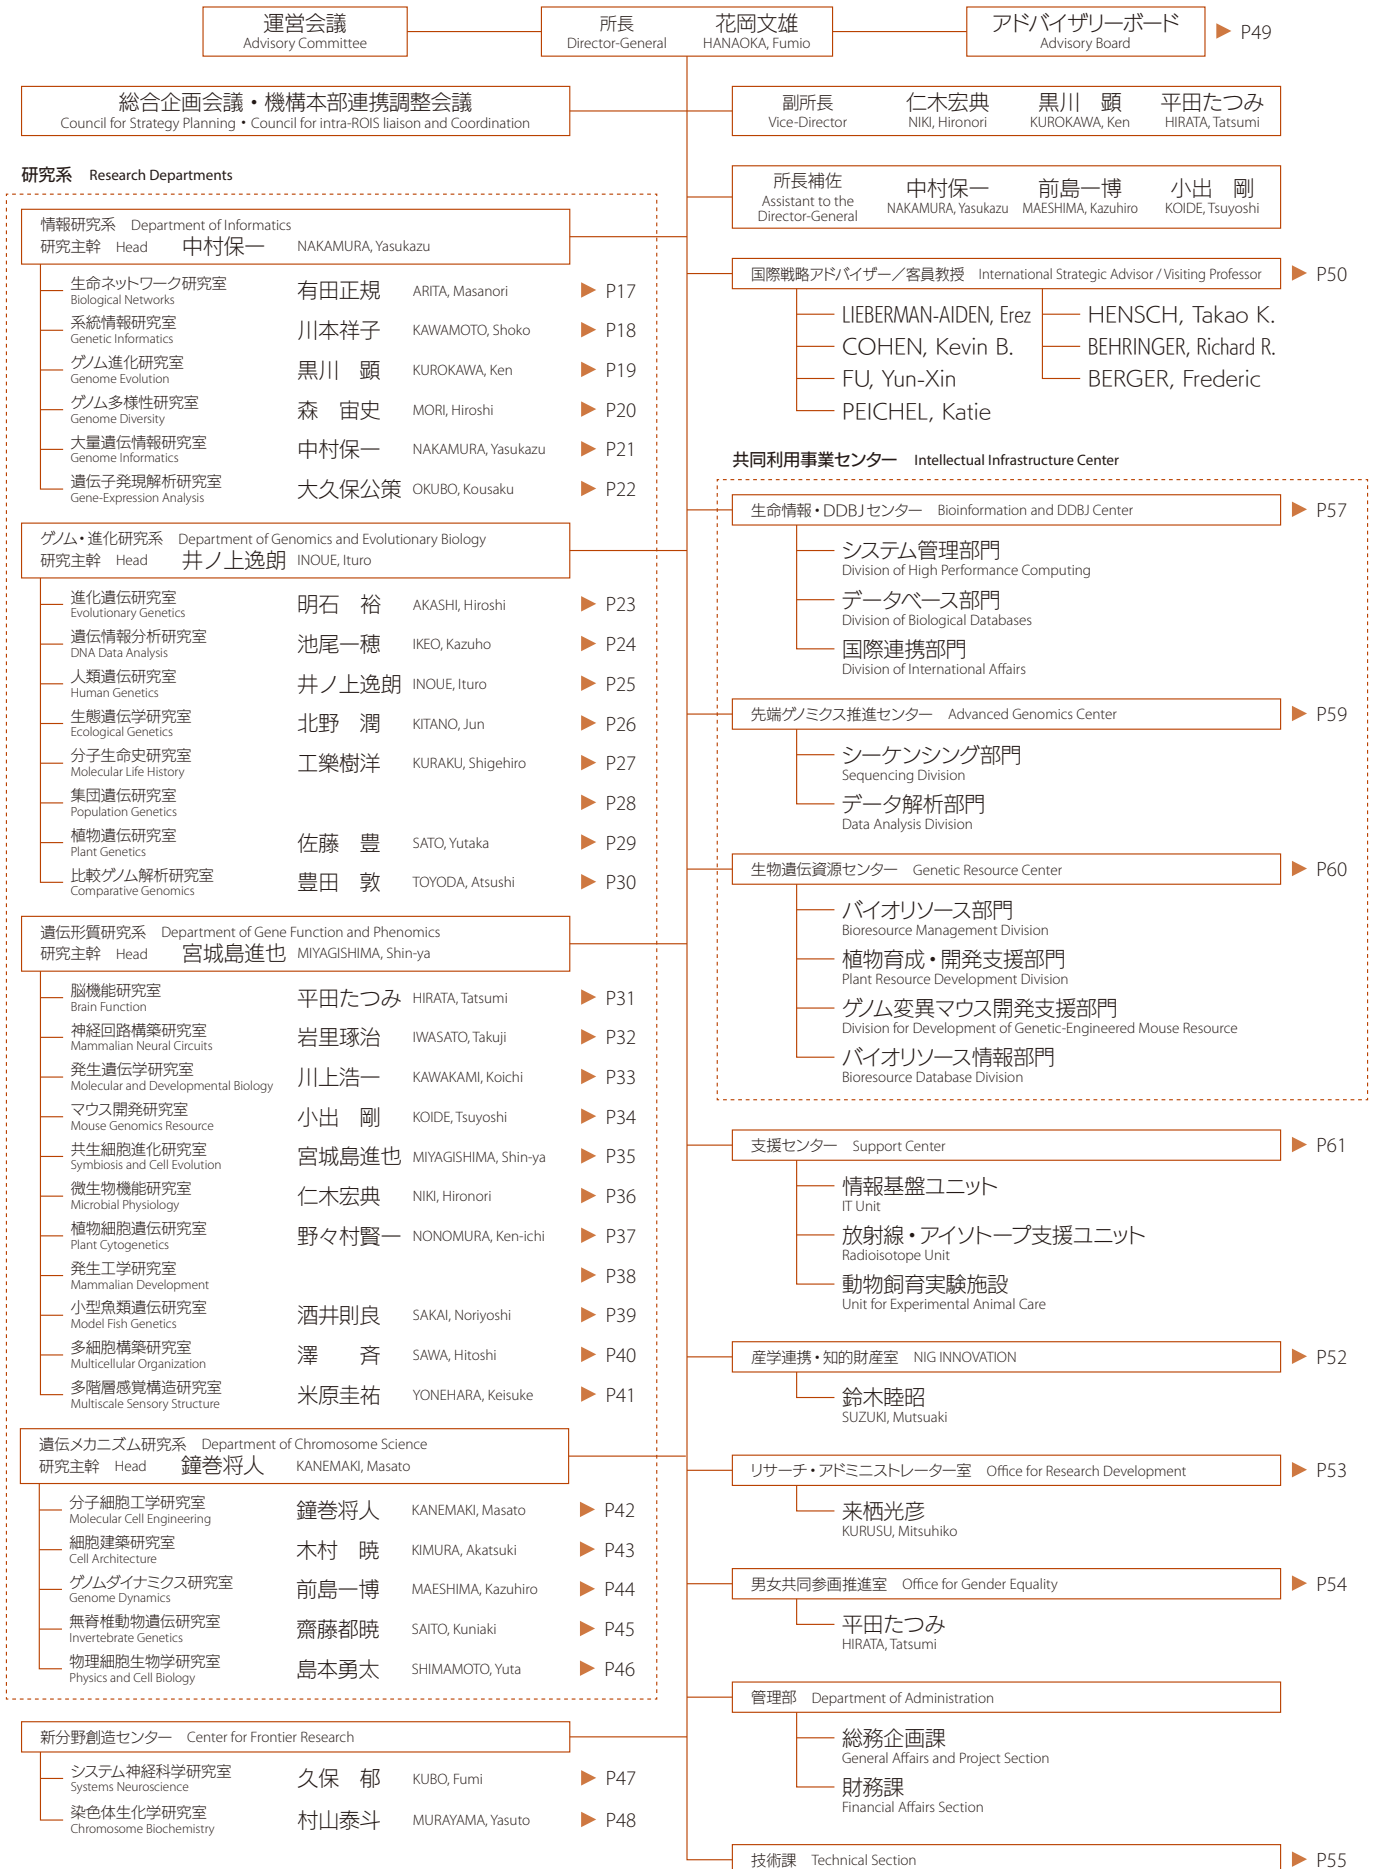 運営会議
Advisory Committee
所長 花岡文雄
Director-General HANAOKA, Fumio
アドバイザリーボード
Advisory Board
▶ P49
総合企画会議・機構本部連携調整会議
Council for Strategy Planning • Council for intra-ROIS liaison and Coordination
副所長 仁木宏典 黒川 顕 平田たつみ
Vice-Director NIKI, Hironori KUROKAWA, Ken HIRATA, Tatsumi
所長補佐 中村保一 前島一博 小出 剛
Assistant to the Director-General NAKAMURA, Yasukazu MAESHIMA, Kazuhiro KOIDE, Tsuyoshi
研究系 Research Departments
情報研究系 Department of Informatics
研究主幹 Head 中村保一 NAKAMURA, Yasukazu
生命ネットワーク研究室 有田正規 ARITA, Masanori ▶ P17
Biological Networks
系統情報研究室 川本祥子 KAWAMOTO, Shoko ▶ P18
Genetic Informatics
ゲノム進化研究室 黒川 顕 KUROKAWA, Ken ▶ P19
Genome Evolution
ゲノム多様性研究室 森 宙史 MORI, Hiroshi ▶ P20
Genome Diversity
大量遺伝情報研究室 中村保一 NAKAMURA, Yasukazu ▶ P21
Genome Informatics
遺伝子発現解析研究室 大久保公策 OKUBO, Kousaku ▶ P22
Gene-Expression Analysis
ゲノム・進化研究系 Department of Genomics and Evolutionary Biology
研究主幹 Head 井ノ上逸朗 INOUE, Ituro
進化遺伝研究室 明石 裕 AKASHI, Hiroshi ▶ P23
Evolutionary Genetics
遺伝情報分析研究室 池尾一穂 IKEO, Kazuho ▶ P24
DNA Data Analysis
人類遺伝研究室 井ノ上逸朗 INOUE, Ituro ▶ P25
Human Genetics
生態遺伝学研究室 北野 潤 KITANO, Jun ▶ P26
Ecological Genetics
分子生命史研究室 工樂樹洋 KURAKU, Shigehiro ▶ P27
Molecular Life History
集団遺伝研究室 ▶ P28
Population Genetics
植物遺伝研究室 佐藤 豊 SATO, Yutaka ▶ P29
Plant Genetics
比較ゲノム解析研究室 豊田 敦 TOYODA, Atsushi ▶ P30
Comparative Genomics
遺伝形質研究系 Department of Gene Function and Phenomics
研究主幹 Head 宮城島進也 MIYAGISHIMA, Shin-ya
脳機能研究室 平田たつみ HIRATA, Tatsumi ▶ P31
Brain Function
神経回路構築研究室 岩里琢治 IWASATO, Takuji ▶ P32
Mammalian Neural Circuits
発生遺伝学研究室 川上浩一 KAWAKAMI, Koichi ▶ P33
Molecular and Developmental Biology
マウス開発研究室 小出 剛 KOIDE, Tsuyoshi ▶ P34
Mouse Genomics Resource
共生細胞進化研究室 宮城島進也 MIYAGISHIMA, Shin-ya ▶ P35
Symbiosis and Cell Evolution
微生物機能研究室 仁木宏典 NIKI, Hironori ▶ P36
Microbial Physiology
植物細胞遺伝研究室 野々村賢一 NONOMURA, Ken-ichi ▶ P37
Plant Cytogenetics
発生工学研究室 ▶ P38
Mammalian Development
小型魚類遺伝研究室 酒井則良 SAKAI, Noriyoshi ▶ P39
Model Fish Genetics
多細胞構築研究室 澤 斉 SAWA, Hitoshi ▶ P40
Multicellular Organization
多階層感覚構造研究室 米原圭祐 YONEHARA, Keisuke ▶ P41
Multiscale Sensory Structure
遺伝メカニズム研究系 Department of Chromosome Science
研究主幹 Head 鐘巻将人 KANEMAKI, Masato
分子細胞工学研究室 鐘巻将人 KANEMAKI, Masato ▶ P42
Molecular Cell Engineering
細胞建築研究室 木村 暁 KIMURA, Akatsuki ▶ P43
Cell Architecture
ゲノムダイナミクス研究室 前島一博 MAESHIMA, Kazuhiro ▶ P44
Genome Dynamics
無脊椎動物遺伝研究室 齋藤都暁 SAITO, Kuniaki ▶ P45
Invertebrate Genetics
物理細胞生物学研究室 島本勇太 SHIMAMOTO, Yuta ▶ P46
Physics and Cell Biology
新分野創造センター Center for Frontier Research
システム神経科学研究室 久保 郁 KUBO, Fumi ▶ P47
Systems Neuroscience
染色体生化学研究室 村山泰斗 MURAYAMA, Yasuto ▶ P48
Chromosome Biochemistry
国際戦略アドバイザー／客員教授 International Strategic Advisor / Visiting Professor ▶ P50
LIEBERMAN-AIDEN, Erez
COHEN, Kevin B.
FU, Yun-Xin
PEICHEL, Katie
HENSCH, Takao K.
BEHRINGER, Richard R.
BERGER, Frederic
共同利用事業センター Intellectual Infrastructure Center
生命情報・DDBJセンター Bioinformation and DDBJ Center ▶ P57
システム管理部門
Division of High Performance Computing
データベース部門
Division of Biological Databases
国際連携部門
Division of International Affairs
先端ゲノミクス推進センター Advanced Genomics Center ▶ P59
シーケンシング部門
Sequencing Division
データ解析部門
Data Analysis Division
生物遺伝資源センター Genetic Resource Center ▶ P60
バイオリソース部門
Bioresource Management Division
植物育成・開発支援部門
Plant Resource Development Division
ゲノム変異マウス開発支援部門
Division for Development of Genetic-Engineered Mouse Resource
バイオリソース情報部門
Bioresource Database Division
支援センター Support Center ▶ P61
情報基盤ユニット
IT Unit
放射線・アイソトープ支援ユニット
Radioisotope Unit
動物飼育実験施設
Unit for Experimental Animal Care
産学連携・知的財産室 NIG INNOVATION ▶ P52
鈴木睦昭
SUZUKI, Mutsuaki
リサーチ・アドミニストレーター室 Office for Research Development ▶ P53
来栖光彦
KURUSU, Mitsuhiko
男女共同参画推進室 Office for Gender Equality ▶ P54
平田たつみ
HIRATA, Tatsumi
管理部 Department of Administration
総務企画課
General Affairs and Project Section
財務課
Financial Affairs Section
技術課 Technical Section ▶ P55